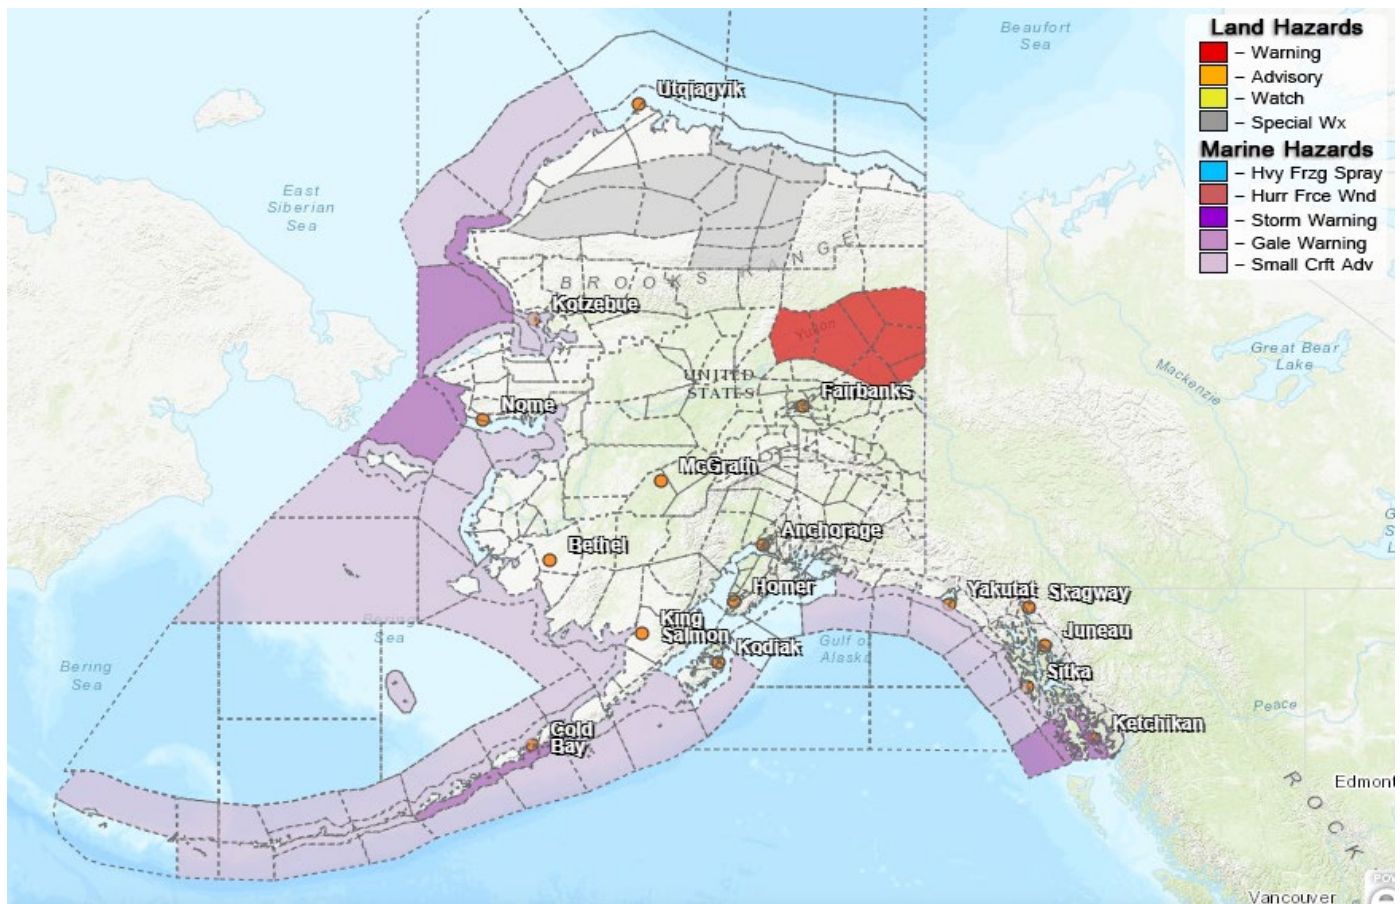 Land Hazards
– Warning
– Advisory
– Watch
– Special Wx
Marine Hazards
– Hvy Frzg Spray
– Hurr Frce Wnd
– Storm Warning
– Gale Warning
– Small Crft Adv
Beaufort
Sea
Utqiagvik
East
Siberian
Sea
BROOKS RANGE
Kotzebue
Yukon
UNITED
STATES
Fairbanks
Great Bear
Lake
Mackenzie
Nome
McGrath
Anchorage
Bethel
Homer
Yakutat
Skagway
King
Salmon
Juneau
Kodiak
Gulf of
Alaska
Bering
Sea
Bering
Sea
Sitka
Peace
Ketchikan
Cold
Bay
Edmont
ROCK
Vancouver